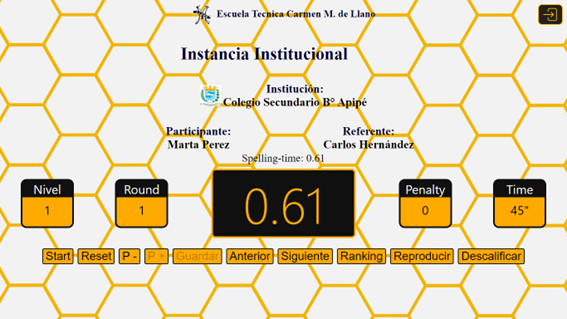 Escuela Tecnica Carmen M. de Llano
Instancia Institucional
Institución:
Colegio Secundario B° Apipé
Participante:
Marta Perez
Referente:
Carlos Hernández
Spelling-time: 0.61
Nivel
1
Round
1
0.61
Penalty
0
Time
45"
Start Reset P - P + Guardar Anterior Siguiente Ranking Reproducir Descalificar